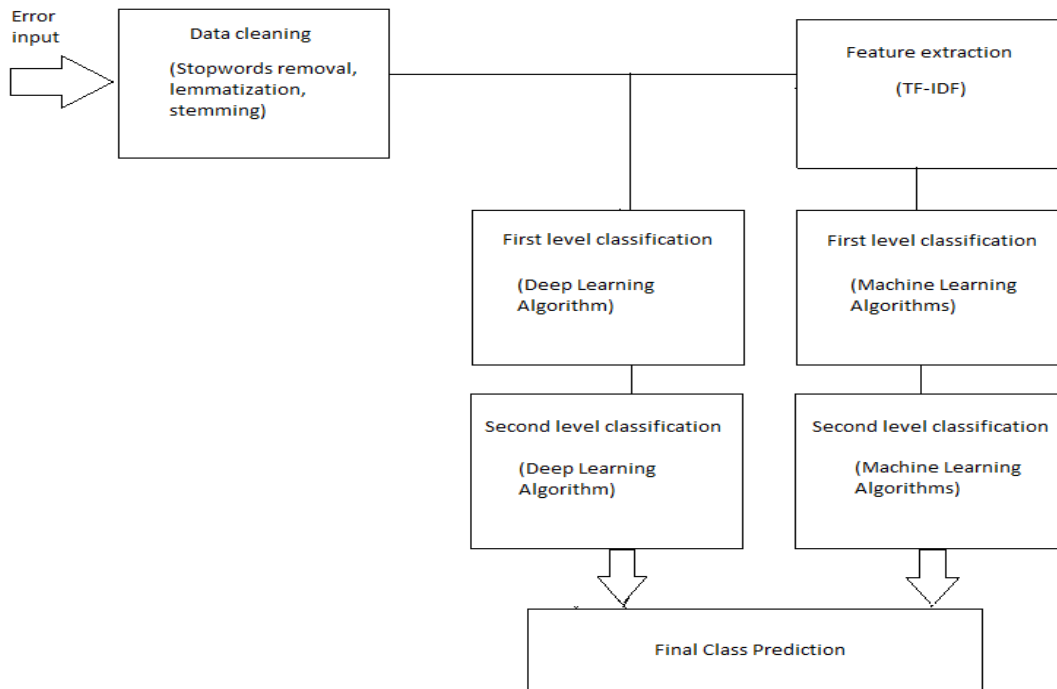 Error
input
Data cleaning
(Stopwords removal,
lemmatization,
stemming)
Feature extraction
(TF-IDF)
First level classification
(Deep Learning
Algorithm)
First level classification
(Machine Learning
Algorithms)
Second level classification
(Deep Learning
Algorithm)
Second level classification
(Machine Learning
Algorithms)
Final Class Prediction